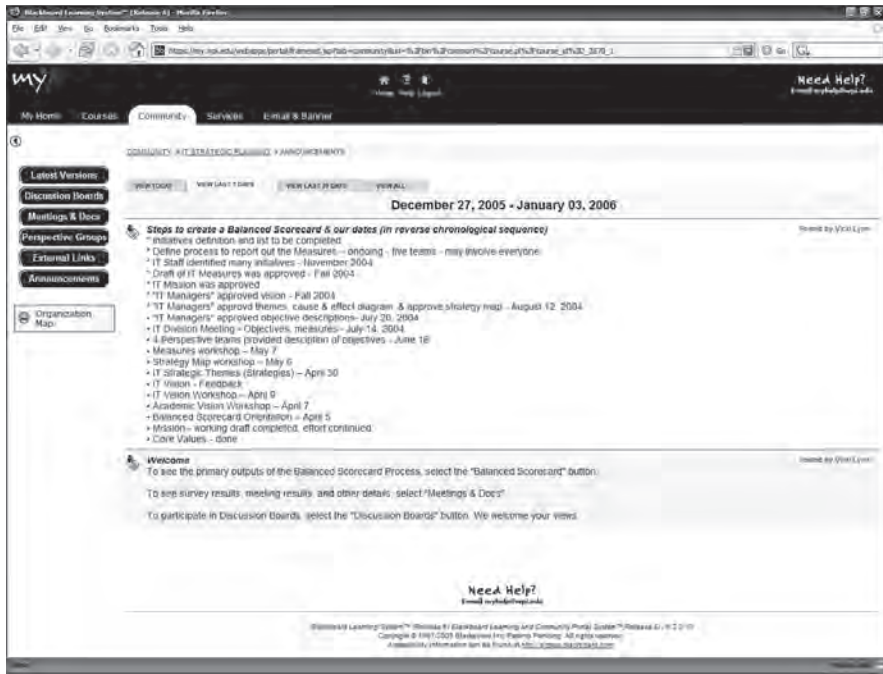 Blackboard Learning System™ (Release 6) - Mozilla Firefox
File Edit View Go Bookmarks Tools Help
Go
my
Home Help Logout
Need Help?
My Home Courses Community Services E-mail & Banner
COMMUNITY > IT STRATEGIC PLANNING > ANNOUNCEMENTS
VIEW TODAY VIEW LAST 7 DAYS VIEW LAST 30 DAYS VIEW ALL
Latest Versions
Discussion Boards
Meetings & Docs
Perspective Groups
External Links
Announcements
Organization
Map
December 27, 2005 - January 03, 2006
Steps to create a Balanced Scorecard & our dates (in reverse chronological sequence)
* Initiatives definition and list to be completed
* Define process to report out the Measures - ongoing - five teams - may involve everyone
* IT Staff identified many initiatives - November 2004
* Draft of IT Measures was approved - Fall 2004
* IT Mission was approved
* "IT Managers" approved vision - Fall 2004
* "IT Managers" approvd themes, cause & effect diagram, & approve strategy map - August 12, 2004
• "IT Managers" approved objective descriptions- July 20, 2004
• IT Division Meeting - Objectives, measures - July 14, 2004
• 4 Perspective teams provided desciption of objectives - June 18
• Measures workshop – May 7
• Strategy Map workshop – May 6
• IT Strategic Themes (Strategies) – April 30
• IT Vision - Feedback
• IT Vision Workshop – April 9
• Academic Vision Workshop – April 7
• Balanced Scorecard Orientation – April 5
• Mission – working draft completed, effort continued.
• Core Values - done
Welcome
To see the primary outputs of the Balanced Scorecard Process, select the "Balanced Scorecard" button.
To see survey results, meeting results, and other details, select "Meetings & Docs"
To participate in Discussion Boards, select the "Discussion Boards" button. We welcome your views.
Need Help?